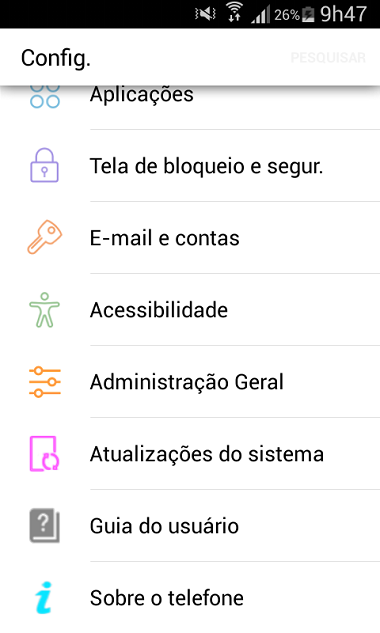 26% 9h47
Config. PESQUISAR
Aplicações
Tela de bloqueio e segur.
E-mail e contas
Acessibilidade
Administração Geral
Atualizações do sistema
Guia do usuário
Sobre o telefone